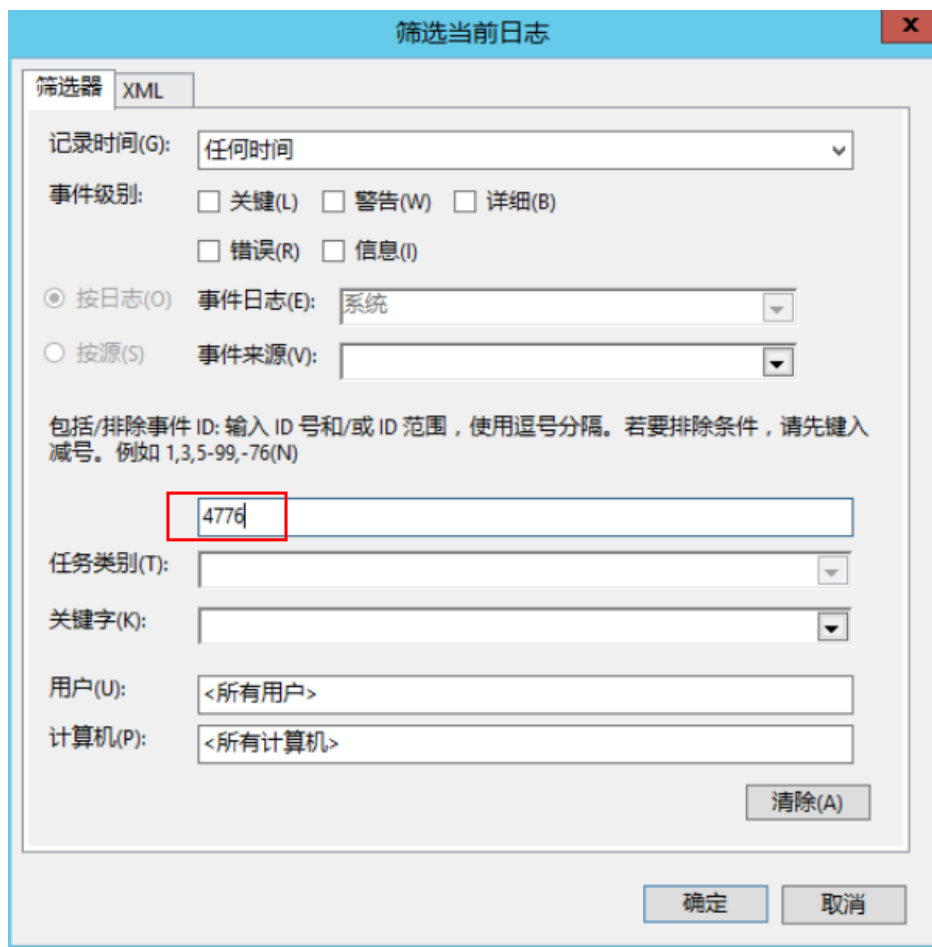 筛选当前日志
x
筛选器 XML
记录时间(G): 任何时间
事件级别: 关键(L) 警告(W) 详细(B)
错误(R) 信息(I)
按日志(O) 事件日志(E): 系统
按源(S) 事件来源(V):
包括/排除事件 ID: 输入 ID 号和/或 ID 范围，使用逗号分隔。若要排除条件，请先键入
减号。例如 1,3,5-99,-76(N)
4776
任务类别(T):
关键字(K):
用户(U): <所有用户>
计算机(P): <所有计算机>
清除(A)
确定 取消